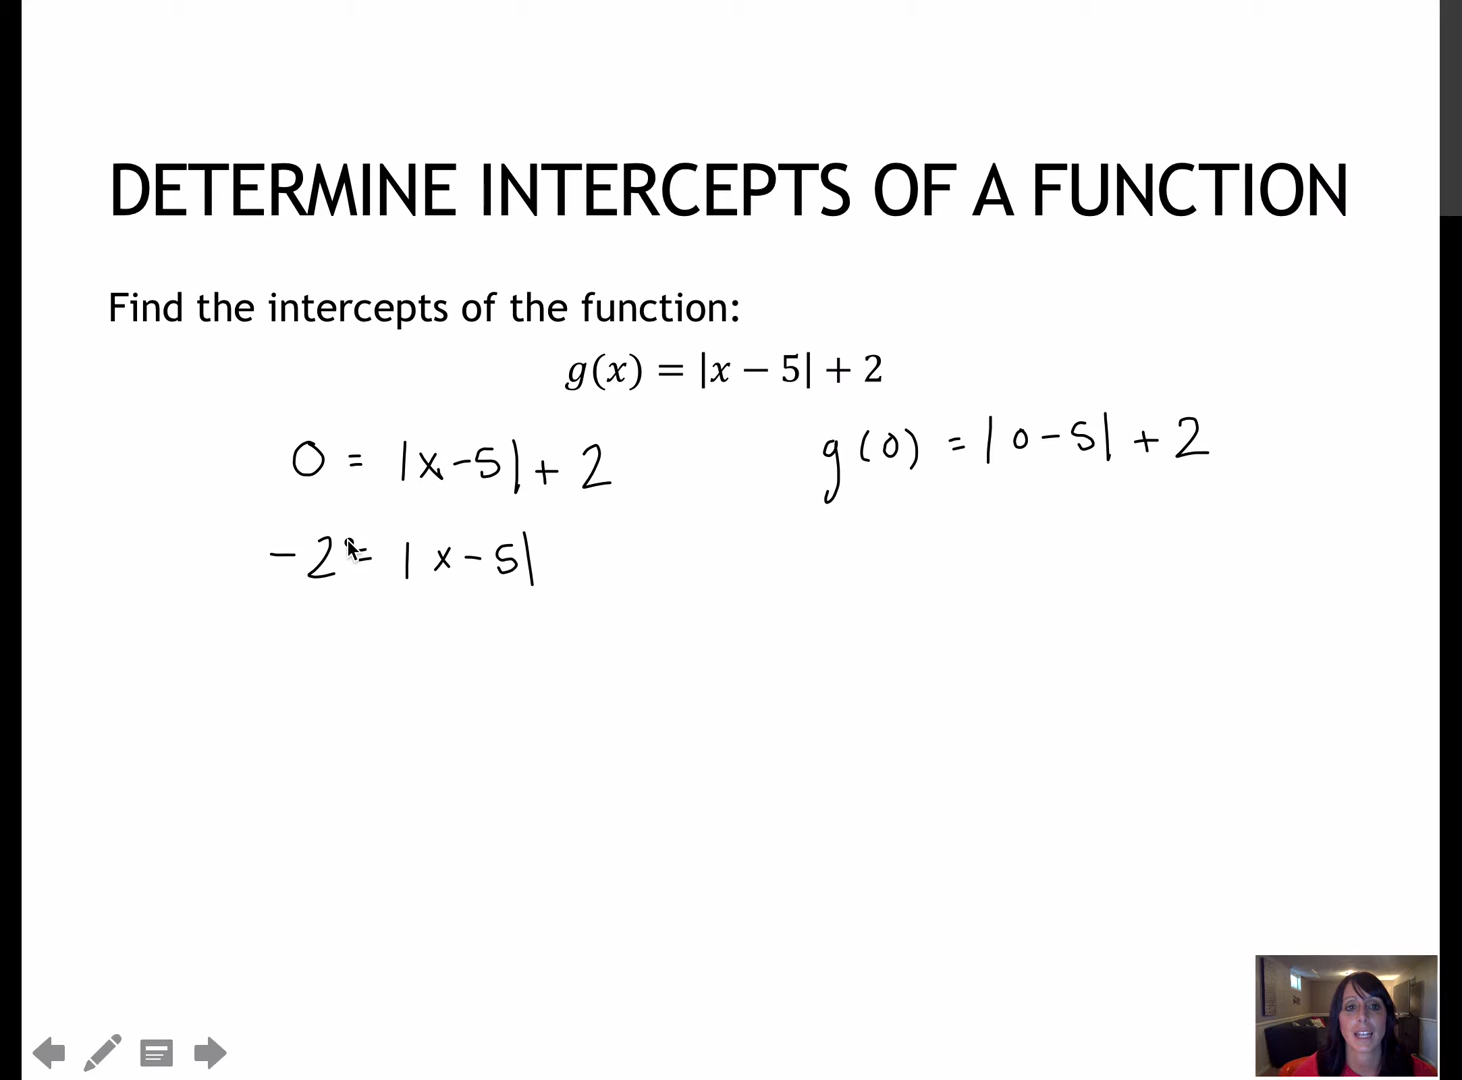 DETERMINE INTERCEPTS OF A FUNCTION
Find the intercepts of the function:
g(x) = |x − 5| + 2
0 = |x - 5| + 2
g(0) = |0 - 5| + 2
- 2 = |x - 5|